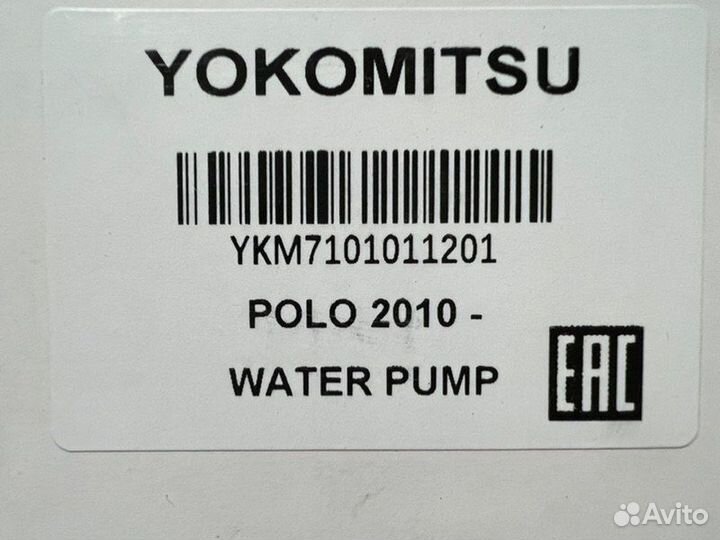 YOKOMITSU
YKM7101011201
POLO 2010 -
WATER PUMP
EAC
Avito